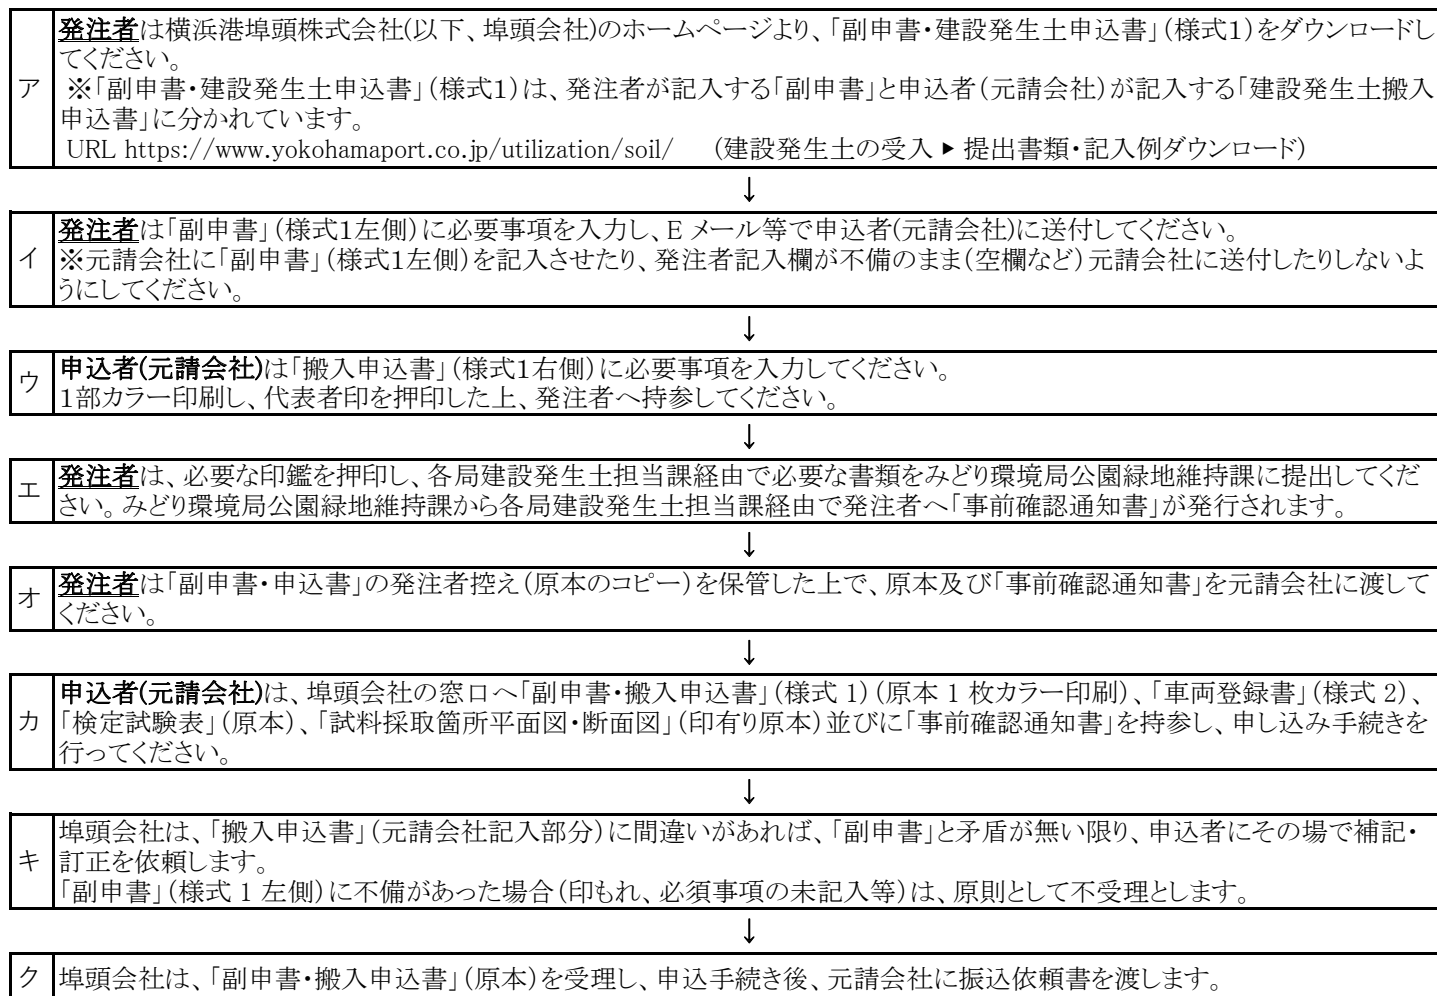 ア
発注者は横浜港埠頭株式会社(以下、埠頭会社)のホームページより、「副申書・建設発生土申込書」(様式1)をダウンロードし
てください。
※「副申書・建設発生土申込書」(様式1)は、発注者が記入する「副申書」と申込者(元請会社)が記入する「建設発生土搬入
申込書」に分かれています。
URL https://www.yokohamaport.co.jp/utilization/soil/ (建設発生土の受入 ▶ 提出書類・記入例ダウンロード)
↓
イ
発注者は「副申書」(様式1左側)に必要事項を入力し、E メール等で申込者(元請会社)に送付してください。
※元請会社に「副申書」(様式1左側)を記入させたり、発注者記入欄が不備のまま(空欄など)元請会社に送付したりしないよ
うにしてください。
↓
ウ
申込者(元請会社)は「搬入申込書」(様式1右側)に必要事項を入力してください。
1部カラー印刷し、代表者印を押印した上、発注者へ持参してください。
↓
エ
発注者は、必要な印鑑を押印し、各局建設発生土担当課経由で必要な書類をみどり環境局公園緑地維持課に提出してくだ
さい。みどり環境局公園緑地維持課から各局建設発生土担当課経由で発注者へ「事前確認通知書」が発行されます。
↓
オ
発注者は「副申書・申込書」の発注者控え(原本のコピー)を保管した上で、原本及び「事前確認通知書」を元請会社に渡して
ください。
↓
カ
申込者(元請会社)は、埠頭会社の窓口へ「副申書・搬入申込書」(様式 1)(原本 1 枚カラー印刷)、「車両登録書」(様式 2)、
「検定試験表」(原本)、「試料採取箇所平面図・断面図」(印有り原本)並びに「事前確認通知書」を持参し、申し込み手続きを
行ってください。
↓
キ
埠頭会社は、「搬入申込書」(元請会社記入部分)に間違いがあれば、「副申書」と矛盾が無い限り、申込者にその場で補記・
訂正を依頼します。
「副申書」(様式 1 左側)に不備があった場合(印もれ、必須事項の未記入等)は、原則として不受理とします。
↓
ク
埠頭会社は、「副申書・搬入申込書」(原本)を受理し、申込手続き後、元請会社に振込依頼書を渡します。